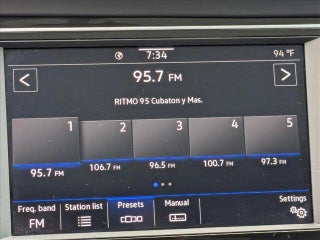 7:34 94 °F
95.7 FM
RITMO 95 Cubaton y Mas.
1 2 3 4 5
95.7 FM 106.7 FM 96.5 FM 100.7 FM 97.3 FM
Freq. band Station list Presets Manual Settings
FM